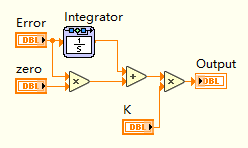 Error
Integrator
DBL
1
S
zero
DBL
×
+
×
Output
DBL
K
DBL